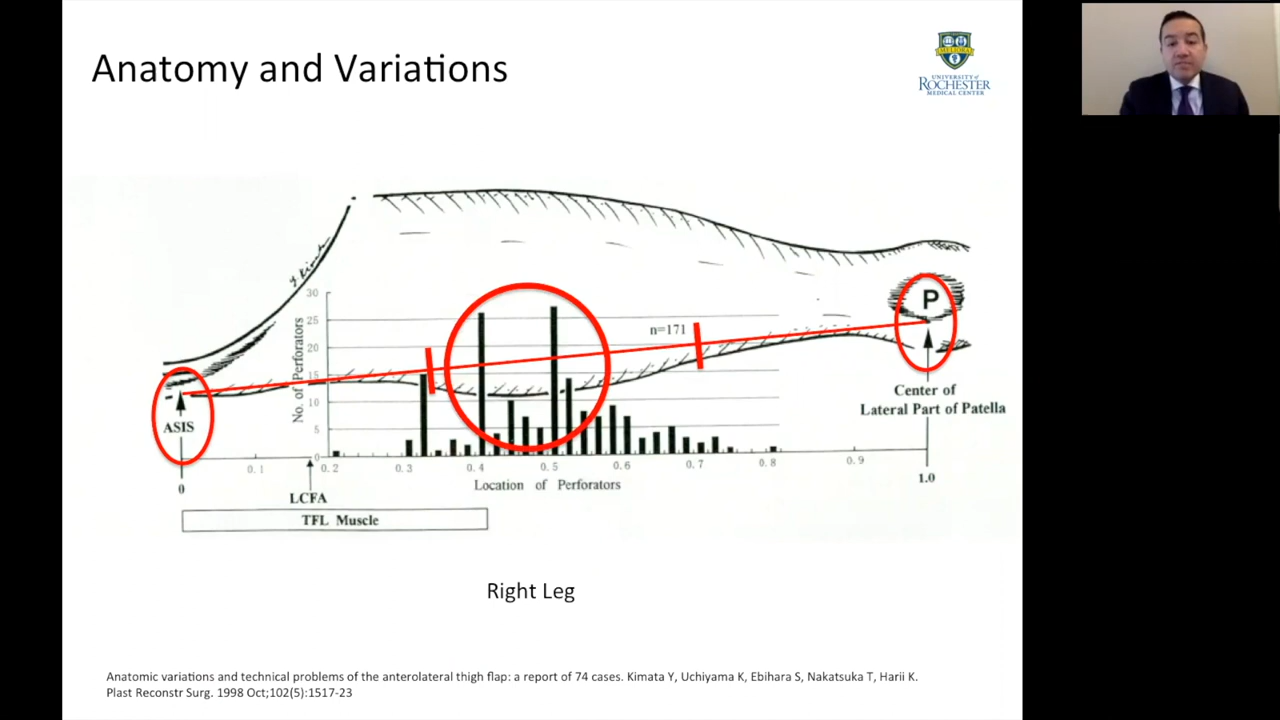 Anatomy and Variations
MELIORA
UNIVERSITY of
ROCHESTER
MEDICAL CENTER
30
25
20
15
10
5
0
No. of Perforators
n=171
P
ASIS
Center of
Lateral Part of Patella
0.1
0.2
0.3
0.4
0.5
0.6
0.7
0.8
0.9
0
1.0
LCFA
Location of Perforators
TFL Muscle
Right Leg
Anatomic variations and technical problems of the anterolateral thigh flap: a report of 74 cases. Kimata Y, Uchiyama K, Ebihara S, Nakatsuka T, Harii K.
Plast Reconstr Surg. 1998 Oct;102(5):1517-23